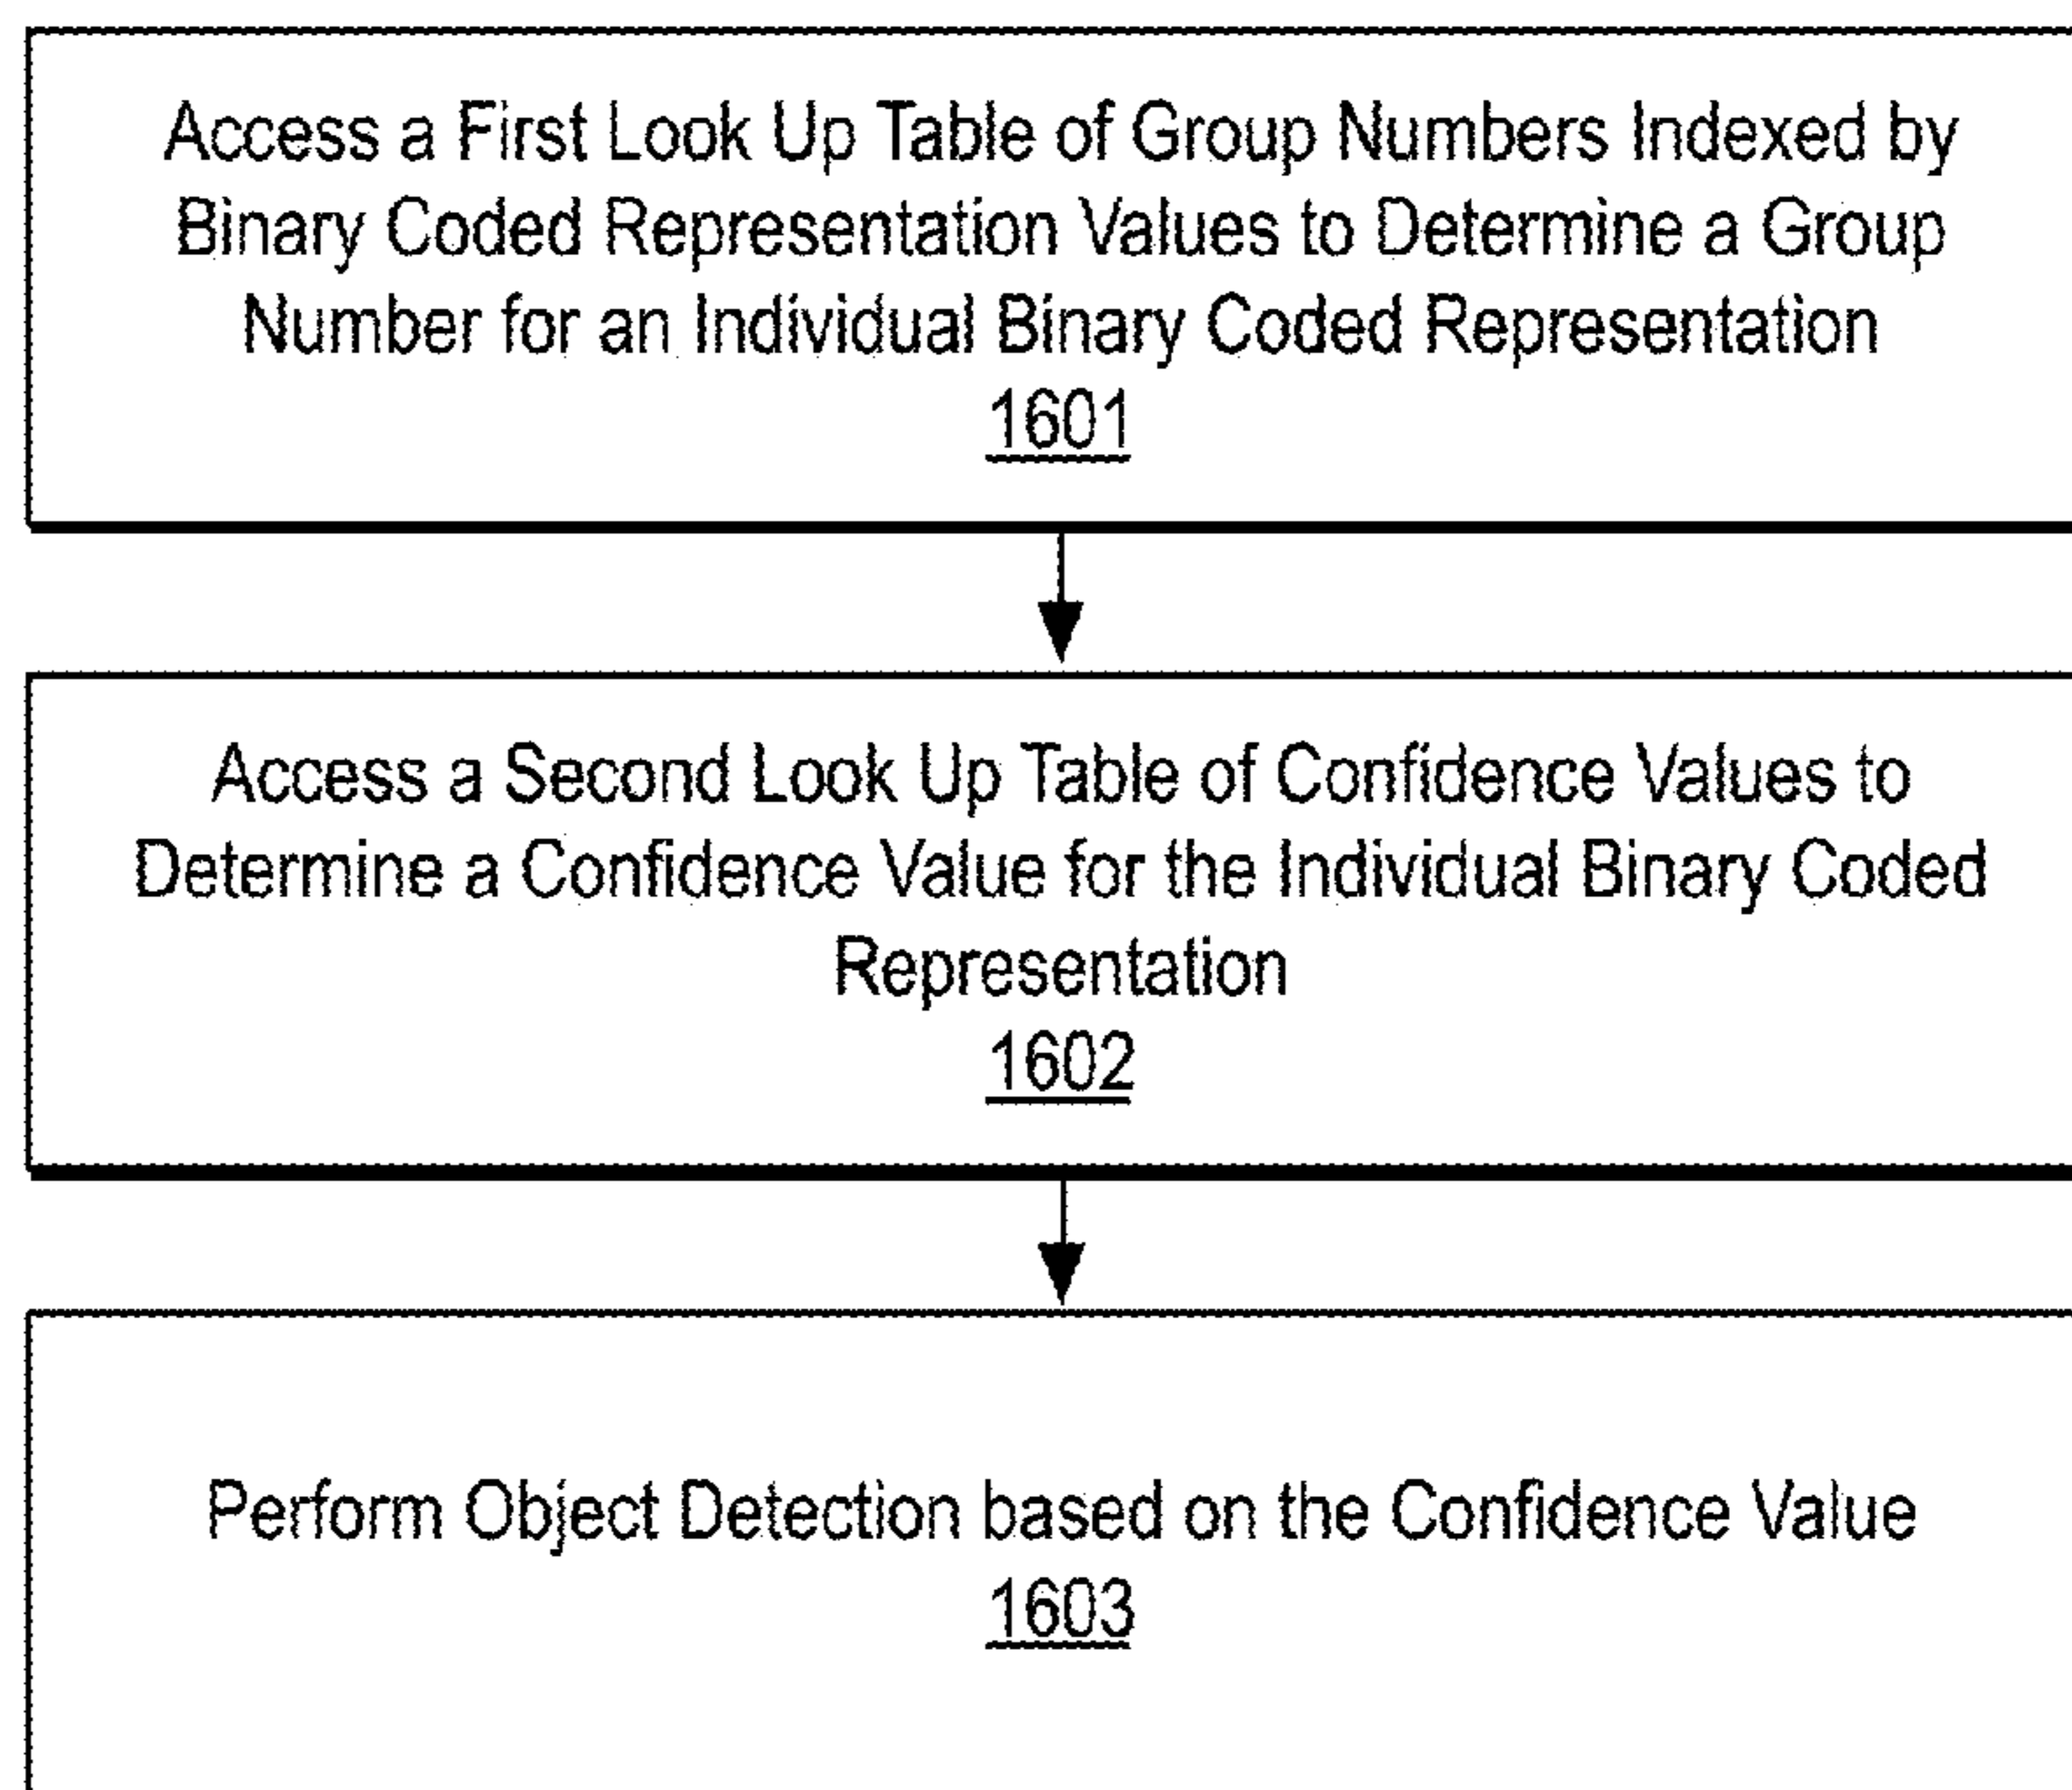 Access a First Look Up Table of Group Numbers Indexed by
Binary Coded Representation Values to Determine a Group
Number for an Individual Binary Coded Representation
1601
Access a Second Look Up Table of Confidence Values to
Determine a Confidence Value for the Individual Binary Coded
Representation
1602
Perform Object Detection based on the Confidence Value
1603